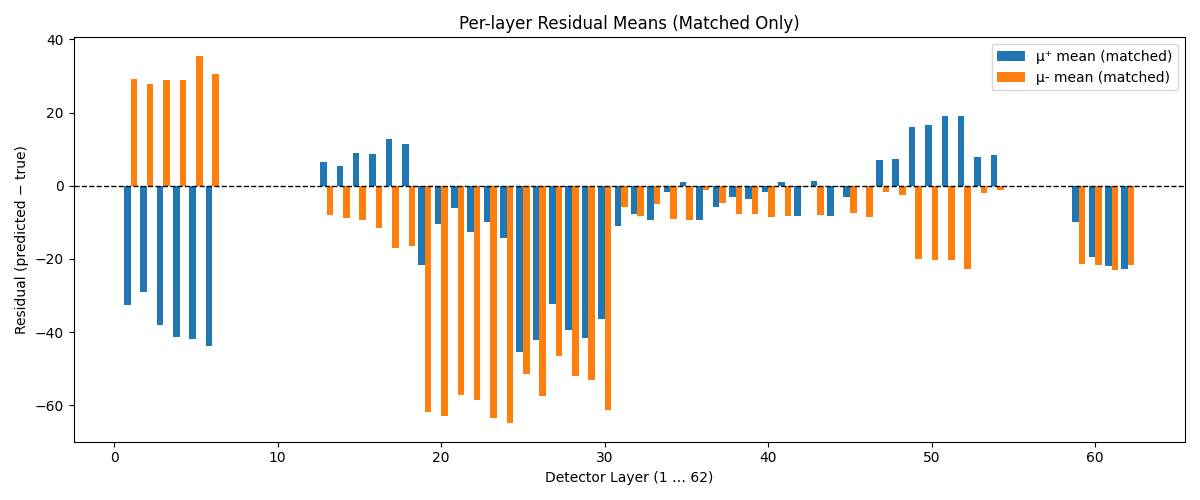 Per-layer Residual Means (Matched Only)
μ⁺ mean (matched)
μ- mean (matched)
Residual (predicted − true)
40
20
0
−20
−40
−60
0 10 20 30 40 50 60
Detector Layer (1 … 62)